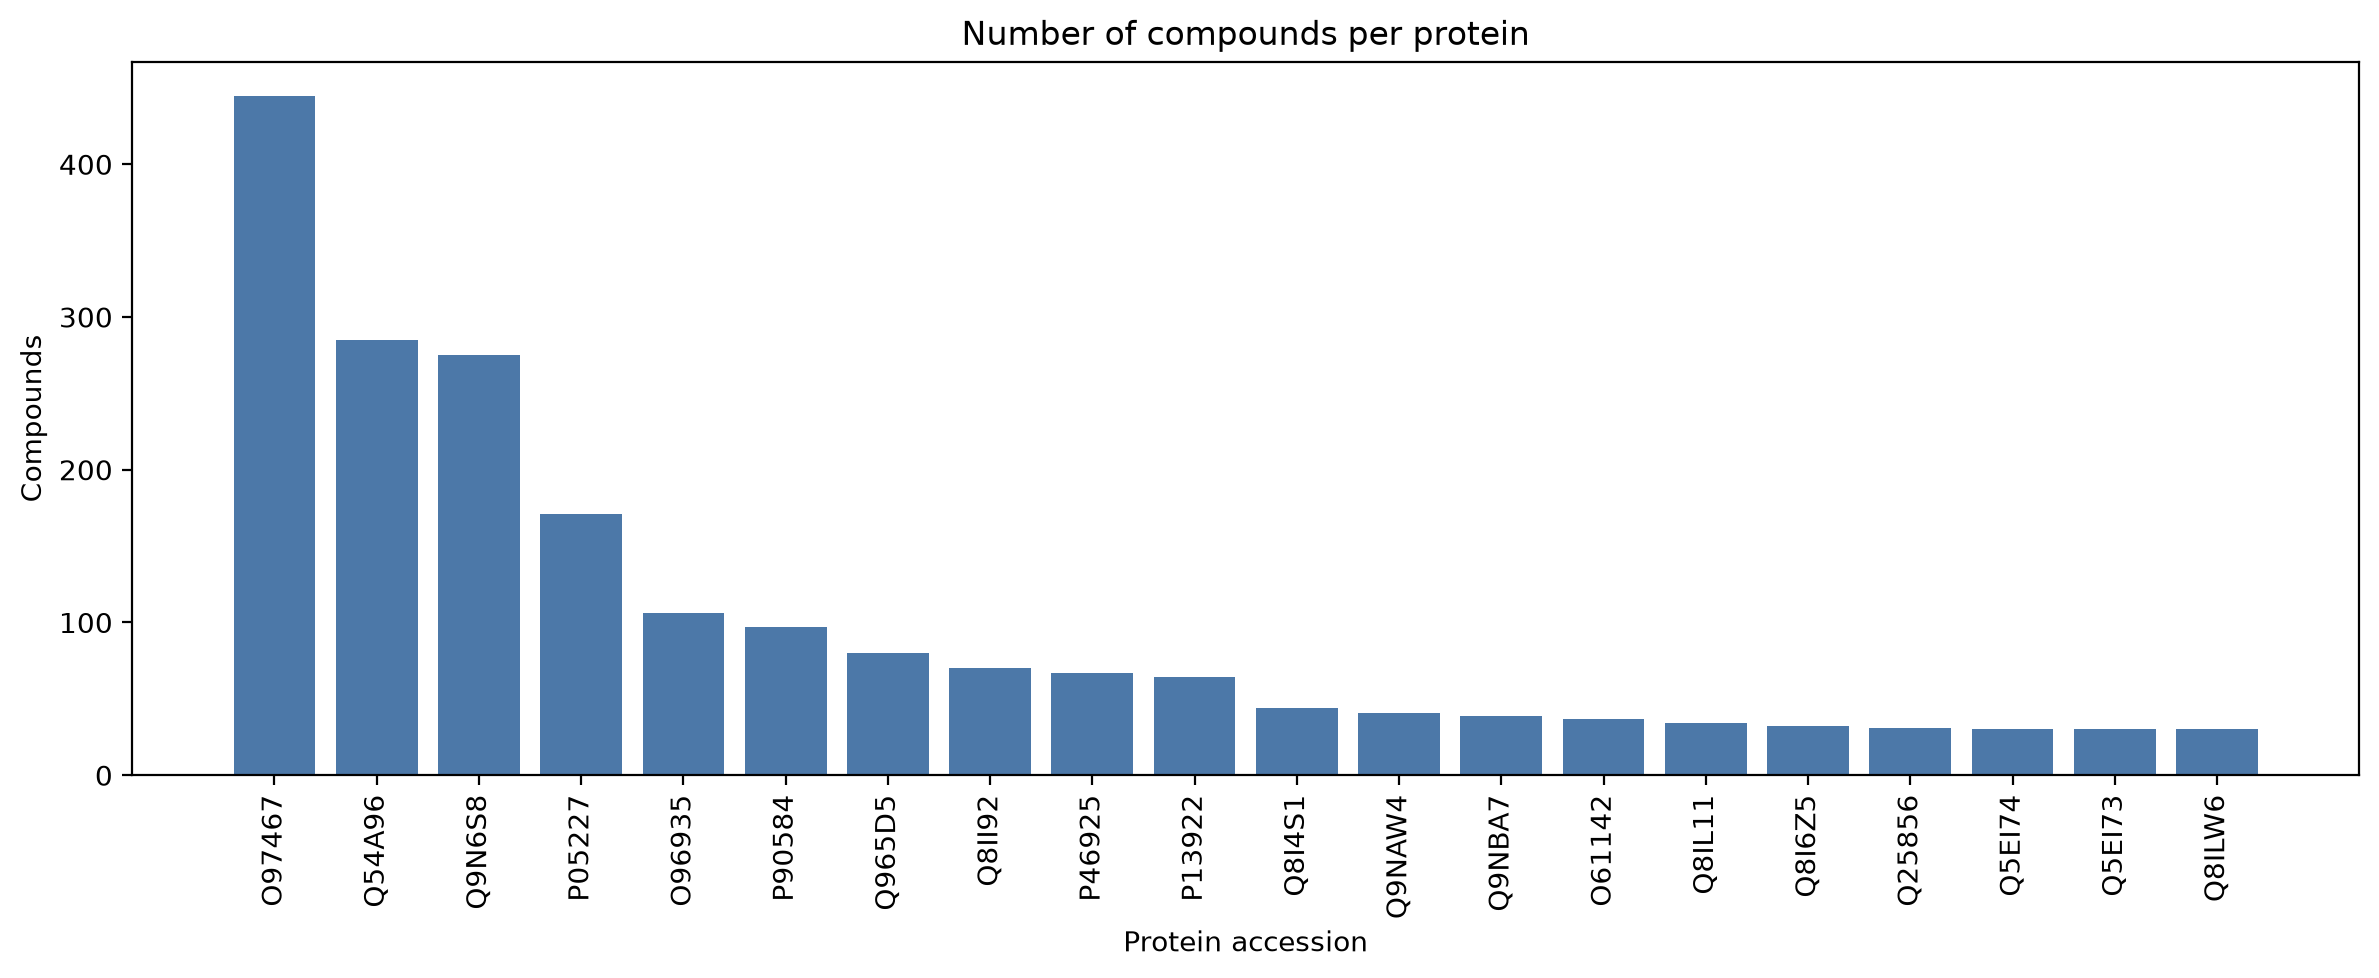 Number of compounds per protein
Compounds
400
300
200
100
0
O97467
Q54A96
Q9N6S8
P05227
O96935
P90584
Q965D5
Q8II92
P46925
P13922
Q8I4S1
Q9NAW4
Q9NBA7
O61142
Q8IL11
Q8I6Z5
Q25856
Q5EI74
Q5EI73
Q8ILW6
Protein accession